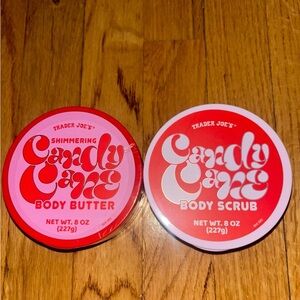 TRADER JOE'S
SHIMMERING
Candy
Cane
BODY BUTTER
NET WT. 8 OZ
(227g)
TRADER JOE'S
Candy
Cane
BODY SCRUB
NET WT. 8 OZ
(227g)